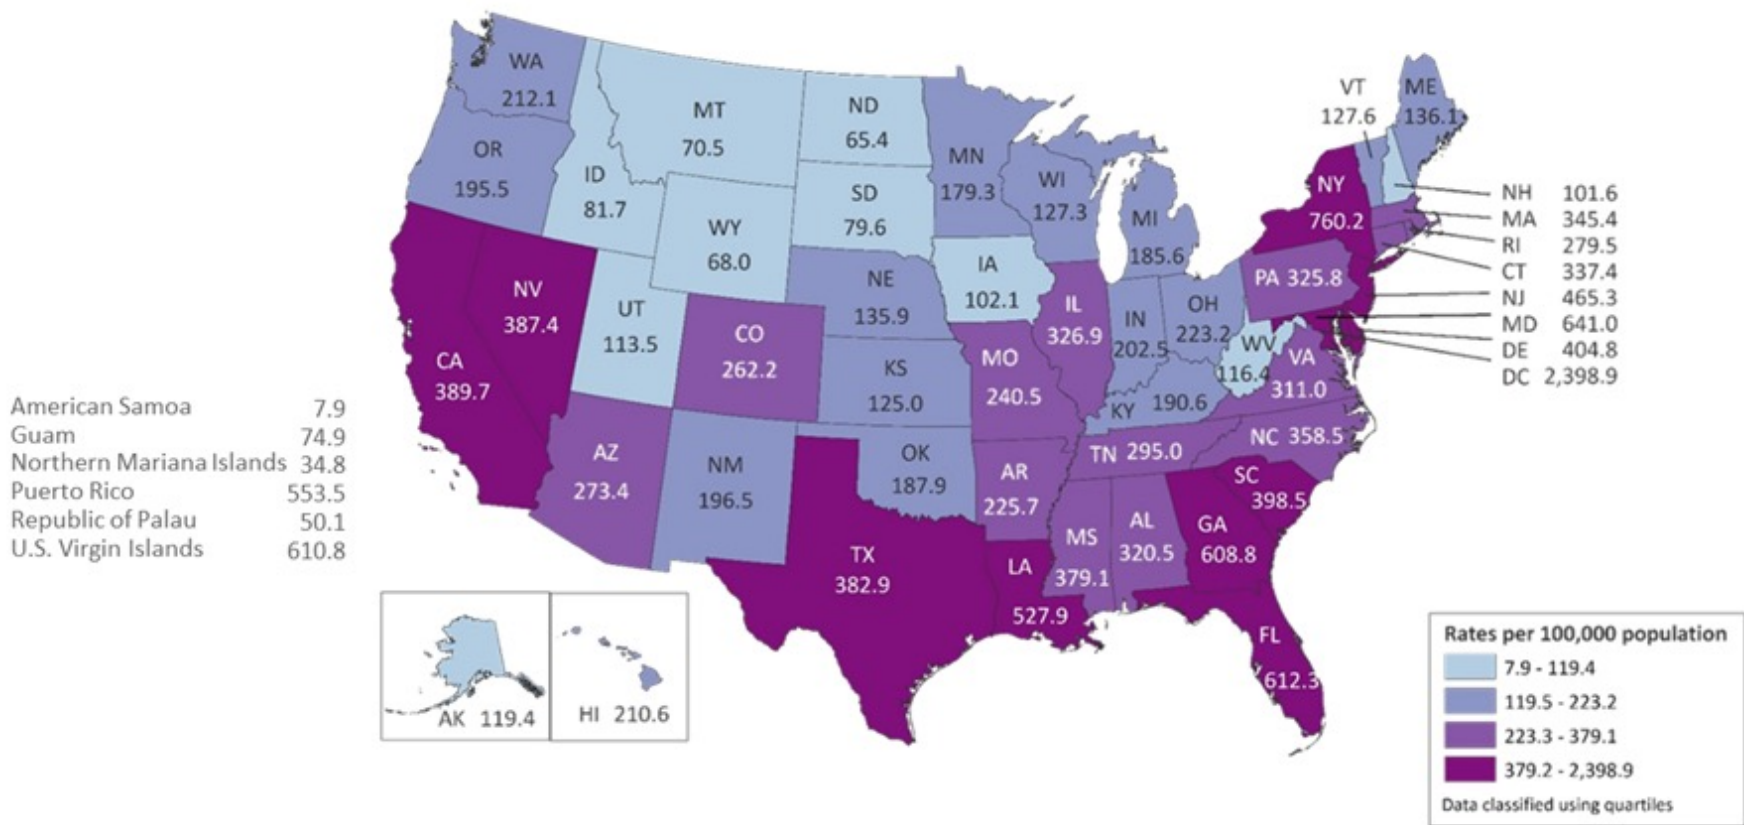 WA
212.1
OR
195.5
CA
389.7
NV
387.4
ID
81.7
MT
70.5
WY
68.0
UT
113.5
AZ
273.4
CO
262.2
NM
196.5
ND
65.4
SD
79.6
NE
135.9
KS
125.0
OK
187.9
TX
382.9
MN
179.3
IA
102.1
MO
240.5
AR
225.7
LA
527.9
WI
127.3
IL
326.9
MI
185.6
IN
202.5
OH
223.2
KY 190.6
TN 295.0
MS
379.1
AL
320.5
GA
608.8
FL
612.3
SC
398.5
NC 358.5
VA
311.0
WV
116.4
PA 325.8
NY
760.2
VT
127.6
ME
136.1
NH 101.6
MA 345.4
RI 279.5
CT 337.4
NJ 465.3
MD 641.0
DE 404.8
DC 2,398.9
American Samoa 7.9
Guam 74.9
Northern Mariana Islands 34.8
Puerto Rico 553.5
Republic of Palau 50.1
U.S. Virgin Islands 610.8
AK 119.4
HI 210.6
Rates per 100,000 population
7.9 - 119.4
119.5 - 223.2
223.3 - 379.1
379.2 - 2,398.9
Data classified using quartiles